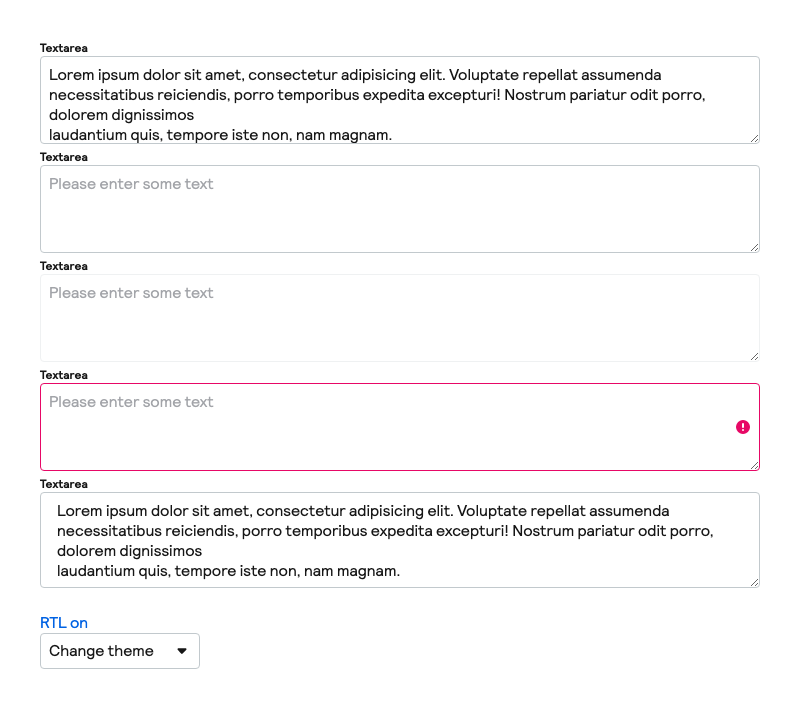 Textarea
Lorem ipsum dolor sit amet, consectetur adipisicing elit. Voluptate repellat assumenda
necessitatibus reiciendis, porro temporibus expedita excepturi! Nostrum pariatur odit porro,
dolorem dignissimos
laudantium quis, tempore iste non, nam magnam.
Textarea
Please enter some text
Textarea
Please enter some text
Textarea
Please enter some text
Textarea
Lorem ipsum dolor sit amet, consectetur adipisicing elit. Voluptate repellat assumenda
necessitatibus reiciendis, porro temporibus expedita excepturi! Nostrum pariatur odit porro,
dolorem dignissimos
laudantium quis, tempore iste non, nam magnam.
RTL on
Change theme